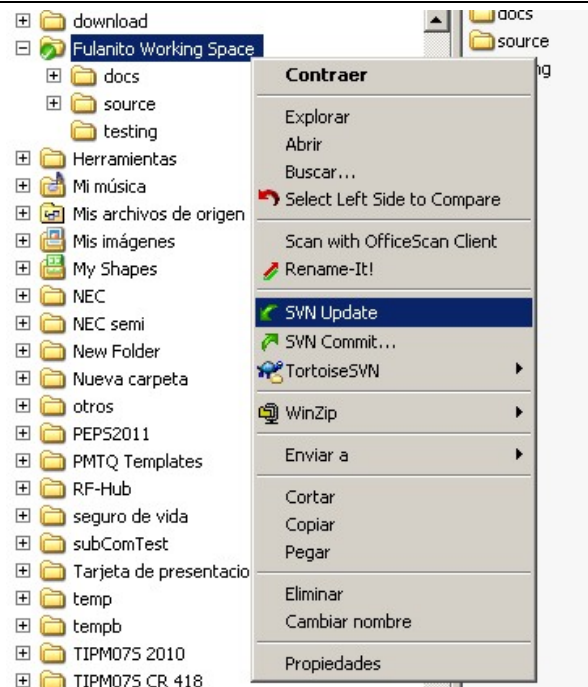 download
Fulanito Working Space
docs
source
testing
Herramientas
Mi música
Mis archivos de origen
Mis imágenes
My Shapes
NEC
NEC semi
New Folder
Nueva carpeta
otros
PEPS2011
PMTQ Templates
RF-Hub
seguro de vida
subComTest
Tarjeta de presentacio
temp
tempb
TIPM07S 2010
TIPM07S CR 418
Contraer
Explorar
Abrir
Buscar...
Select Left Side to Compare
Scan with OfficeScan Client
Rename-It!
SVN Update
SVN Commit...
TortoiseSVN
WinZip
Enviar a
Cortar
Copiar
Pegar
Eliminar
Cambiar nombre
Propiedades
docs
source
ng